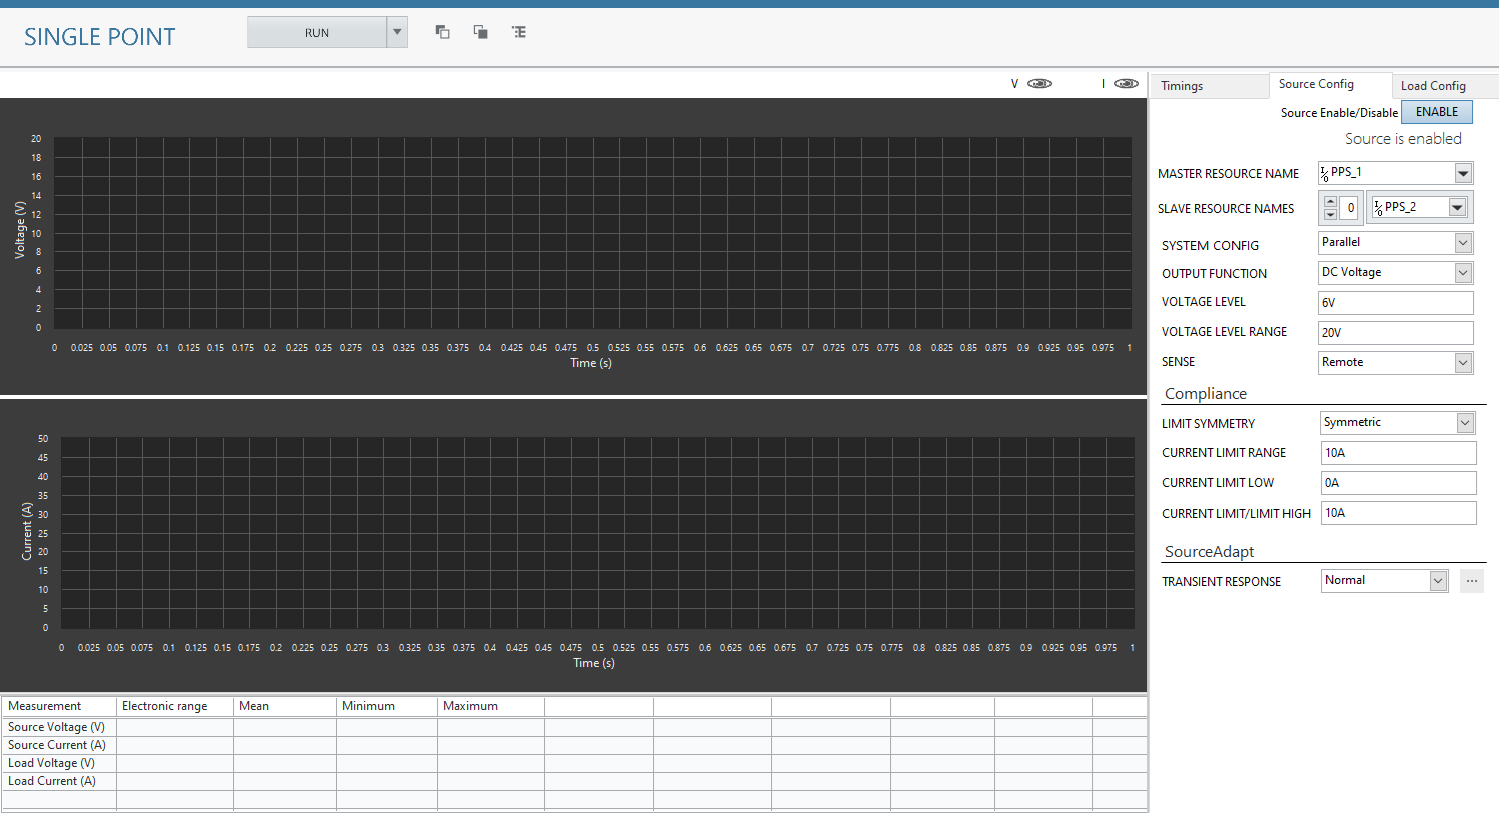 SINGLE POINT
RUN
V
I
Timings
Source Config
Load Config
Source Enable/Disable ENABLE
Source is enabled
MASTER RESOURCE NAME PPS_1
SLAVE RESOURCE NAMES 0 PPS_2
SYSTEM CONFIG Parallel
OUTPUT FUNCTION DC Voltage
VOLTAGE LEVEL 6V
VOLTAGE LEVEL RANGE 20V
SENSE Remote
Compliance
LIMIT SYMMETRY Symmetric
CURRENT LIMIT RANGE 10A
CURRENT LIMIT LOW 0A
CURRENT LIMIT/LIMIT HIGH 10A
SourceAdapt
TRANSIENT RESPONSE Normal ...
Voltage (V)
20
18
16
14
12
10
8
6
4
2
0
0 0.025 0.05 0.075 0.1 0.125 0.15 0.175 0.2 0.225 0.25 0.275 0.3 0.325 0.35 0.375 0.4 0.425 0.45 0.475 0.5 0.525 0.55 0.575 0.6 0.625 0.65 0.675 0.7 0.725 0.75 0.775 0.8 0.825 0.85 0.875 0.9 0.925 0.95 0.975 1
Time (s)
Current (A)
50
45
40
35
30
25
20
15
10
5
0
0 0.025 0.05 0.075 0.1 0.125 0.15 0.175 0.2 0.225 0.25 0.275 0.3 0.325 0.35 0.375 0.4 0.425 0.45 0.475 0.5 0.525 0.55 0.575 0.6 0.625 0.65 0.675 0.7 0.725 0.75 0.775 0.8 0.825 0.85 0.875 0.9 0.925 0.95 0.975 1
Time (s)
Measurement Electronic range Mean Minimum Maximum
Source Voltage (V)
Source Current (A)
Load Voltage (V)
Load Current (A)